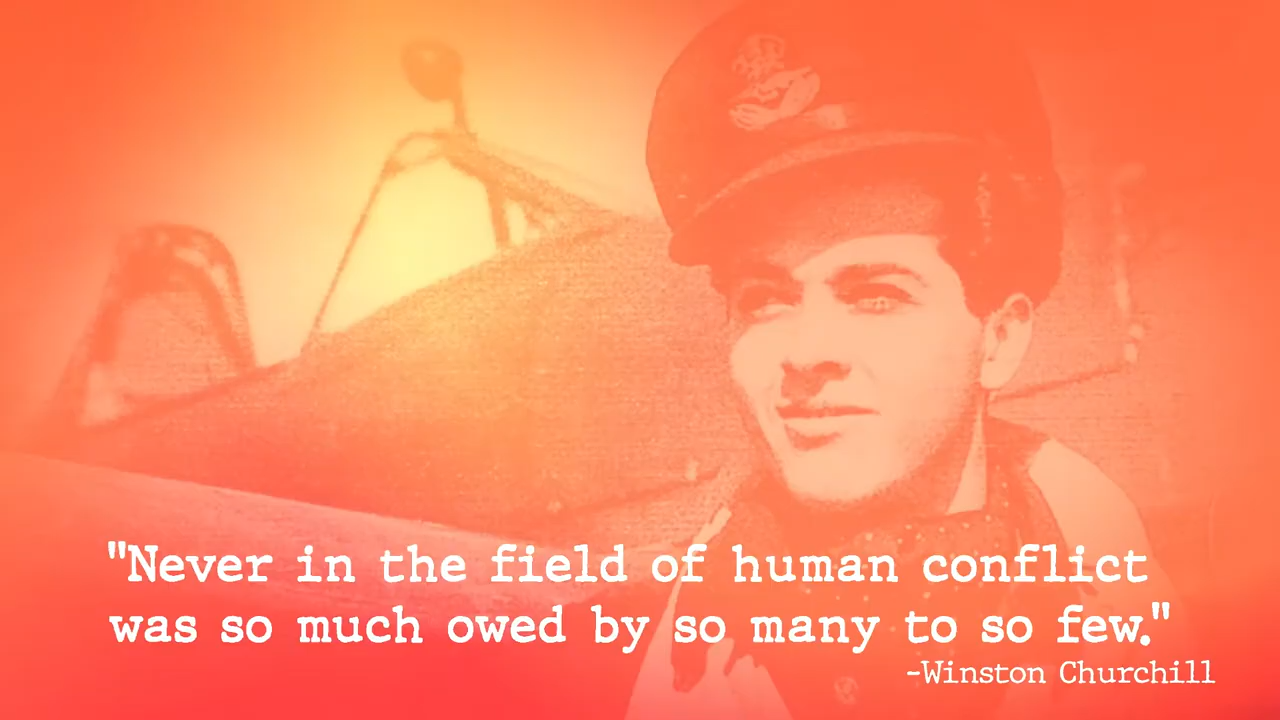 "Never in the field of human conflict
was so much owed by so many to so few."
-Winston Churchill